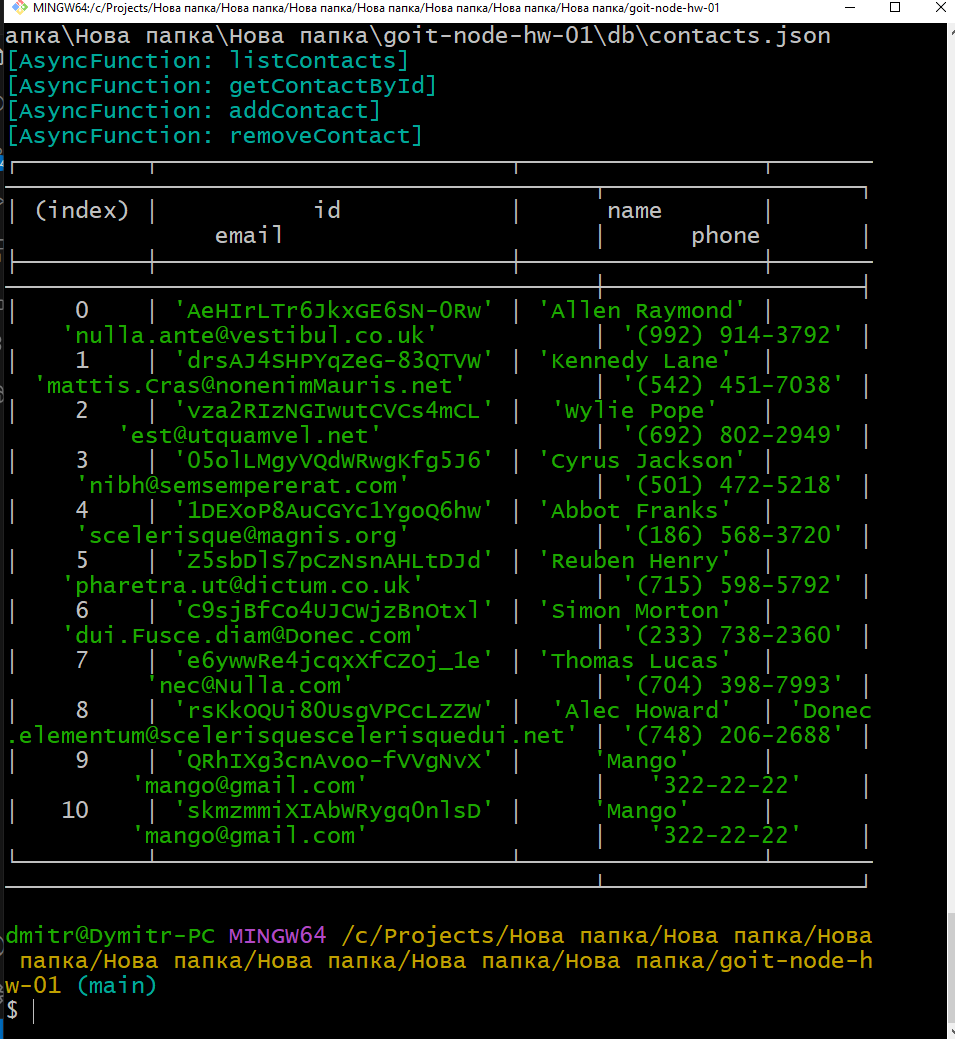 MINGW64:/c/Projects/Нова папка/Нова папка/Нова папка/Нова папка/Нова папка/Нова папка/Нова папка/goit-node-hw-01
апка\Нова папка\Нова папка\goit-node-hw-01\db\contacts.json
[AsyncFunction: listContacts]
[AsyncFunction: getContactById]
[AsyncFunction: addContact]
[AsyncFunction: removeContact]
(index) │ id │ name │
email │ phone │
0 │ 'AeHIrLTr6JkxGE6SN-0Rw' │ 'Allen Raymond' │
'nulla.ante@vestibul.co.uk' │ '(992) 914-3792' │
1 │ 'drsAJ4SHPYqZeG-83QTVW' │ 'Kennedy Lane' │
'mattis.Cras@nonenimMauris.net' │ '(542) 451-7038' │
2 │ 'vza2RIzNGIwutCVCs4mCL' │ 'Wylie Pope' │
'est@utquamvel.net' │ '(692) 802-2949' │
3 │ '05olLMgyVQdWRwgKfg5J6' │ 'Cyrus Jackson' │
'nibh@semsempererat.com' │ '(501) 472-5218' │
4 │ '1DEXoP8AuCGYc1YgoQ6hw' │ 'Abbot Franks' │
'scelerisque@magnis.org' │ '(186) 568-3720' │
5 │ 'Z5sbDlS7pCzNsnAHLtDJd' │ 'Reuben Henry' │
'pharetra.ut@dictum.co.uk' │ '(715) 598-5792' │
6 │ 'C9sjBfCo4UJCWjzBnOtxl' │ 'Simon Morton' │
'dui.Fusce.diam@Donec.com' │ '(233) 738-2360' │
7 │ 'e6ywwRe4jcqxXfCZOj_1e' │ 'Thomas Lucas' │
'nec@Nulla.com' │ '(704) 398-7993' │
8 │ 'rsKkOQUi80UsgVPCcLZZW' │ 'Alec Howard' │ 'Donec
.elementum@scelerisquescelerisquedui.net' │ '(748) 206-2688' │
9 │ 'QRhIXg3cnAvoo-fVVgNvX' │ 'Mango' │
'mango@gmail.com' │ '322-22-22' │
10 │ 'skmzmmiXIAbWRygq0nlsD' │ 'Mango' │
'mango@gmail.com' │ '322-22-22' │
dmitr@Dymitr-PC MINGW64 /c/Projects/Нова папка/Нова папка/Нова
папка/Нова папка/Нова папка/Нова папка/Нова папка/goit-node-h
w-01 (main)
$